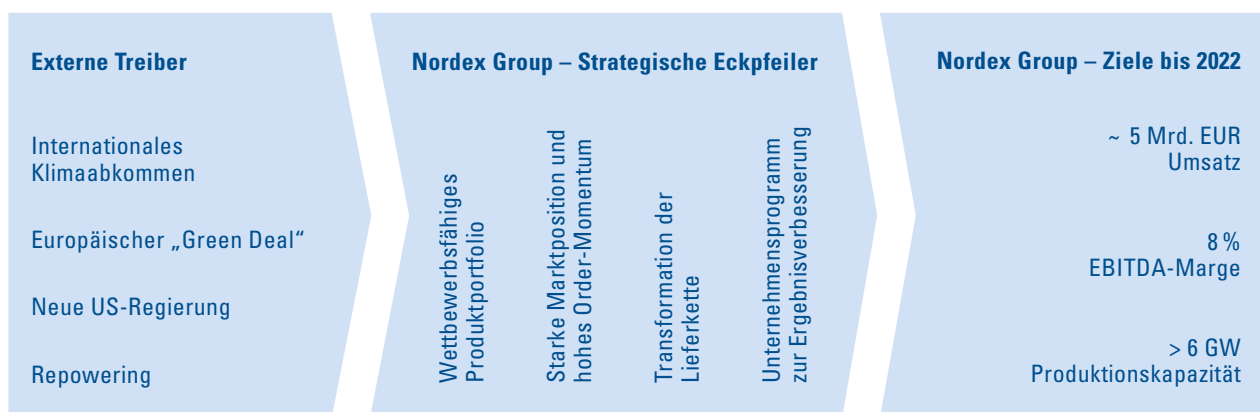 Externe Treiber
Internationales
Klimaabkommen
Europäischer „Green Deal“
Neue US-Regierung
Repowering
Nordex Group – Strategische Eckpfeiler
Wettbewerbsfähiges
Produktportfolio
Starke Marktposition und
hohes Order-Momentum
Transformation der
Lieferkette
Unternehmensprogramm
zur Ergebnisverbesserung
Nordex Group – Ziele bis 2022
~ 5 Mrd. EUR
Umsatz
8 %
EBITDA-Marge
> 6 GW
Produktionskapazität